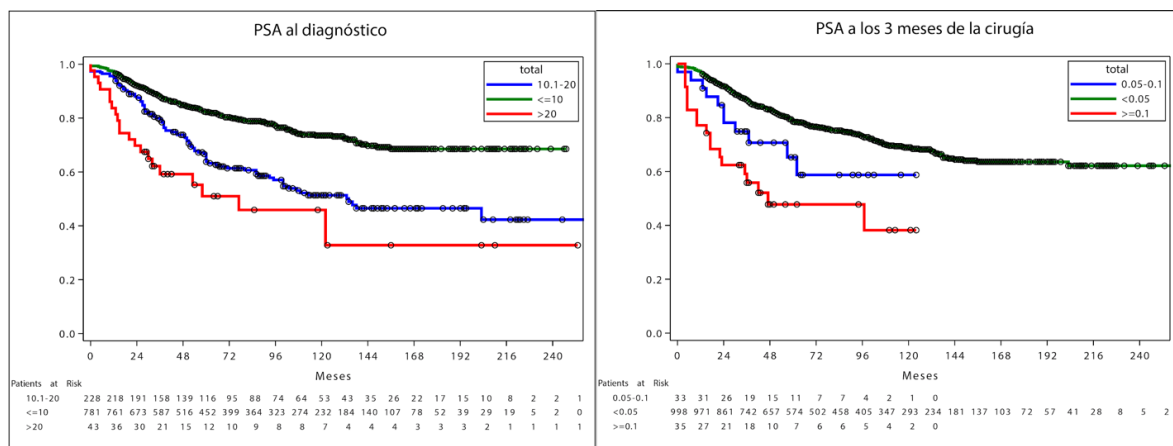 PSA al diagnóstico
total
10.1-20
<=10
>20
1.0
0.8
0.6
0.4
0.2
0.0
0 24 48 72 96 120 144 168 192 216 240
Meses
Patients at Risk
10.1-20 228 218 191 158 139 116 95 88 74 64 53 43 35 26 22 17 15 10 8 2 2 1
<=10 781 761 673 587 516 452 399 364 323 274 232 184 140 107 78 52 39 29 19 5 2 0
>20 43 36 30 21 15 12 10 9 8 8 7 4 4 4 3 3 3 2 1 1 1 1
PSA a los 3 meses de la cirugía
total
0.05-0.1
<0.05
>=0.1
1.0
0.8
0.6
0.4
0.2
0.0
0 24 48 72 96 120 144 168 192 216 240
Meses
Patients at Risk
0.05-0.1 33 31 26 19 15 11 7 7 4 2 1 0
<0.05 998 971 861 742 657 574 502 458 405 347 293 234 181 137 103 72 57 41 28 8 5 2
>=0.1 35 27 21 18 10 7 6 6 5 4 2 0